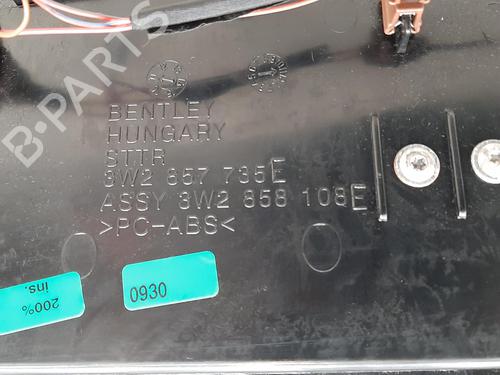 BENTLEY
HUNGARY
STTR
3W2 857 735E
ASSY 3W2 858 108E
>PC-ABS<
0930
200%
ins.
B-Parts